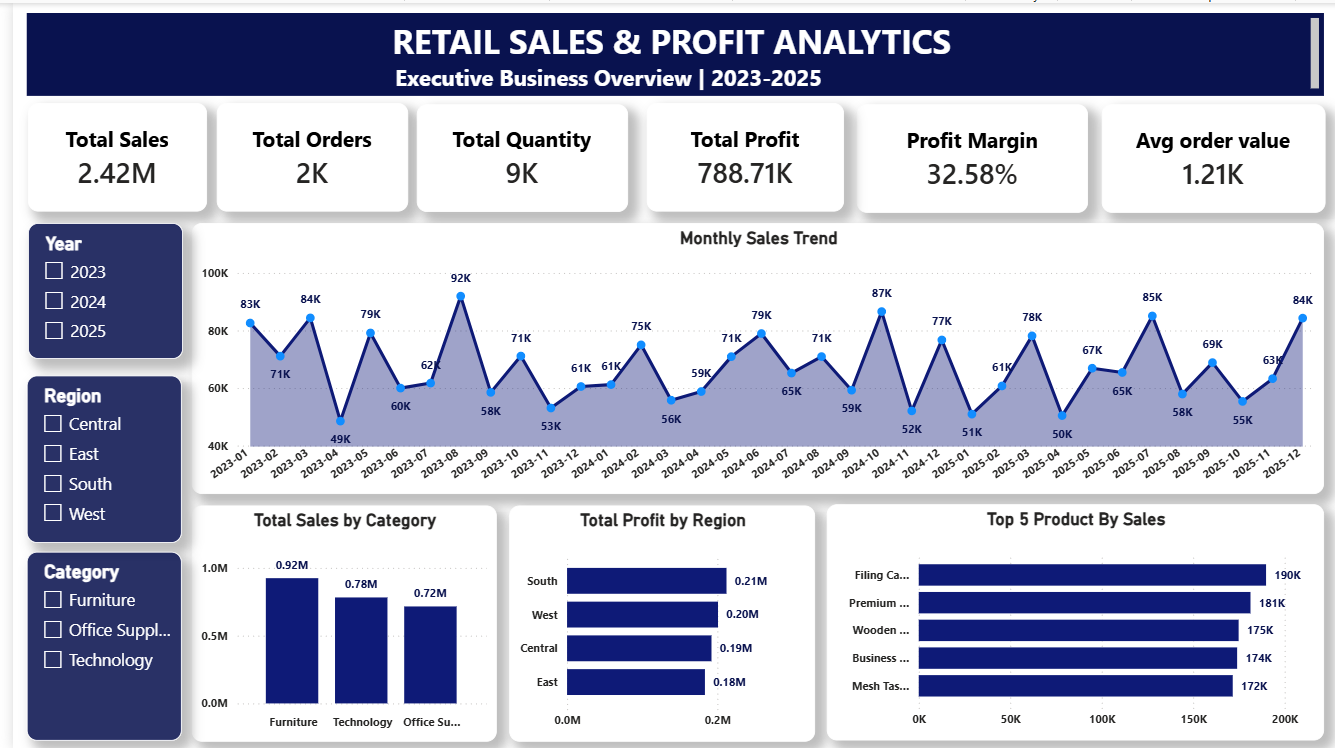 RETAIL SALES & PROFIT ANALYTICS
Executive Business Overview | 2023-2025
Total Sales
2.42M
Total Orders
2K
Total Quantity
9K
Total Profit
788.71K
Profit Margin
32.58%
Avg order value
1.21K
Year
2023
2024
2025
Region
Central
East
South
West
Category
Furniture
Office Suppl...
Technology
Monthly Sales Trend
100K
80K
60K
40K
83K
71K
84K
49K
79K
60K
62K
92K
58K
71K
53K
61K
61K
75K
56K
59K
71K
79K
65K
71K
59K
87K
52K
77K
51K
61K
78K
50K
67K
65K
85K
58K
69K
55K
63K
84K
2023-01
2023-02
2023-03
2023-04
2023-05
2023-06
2023-07
2023-08
2023-09
2023-10
2023-11
2023-12
2024-01
2024-02
2024-03
2024-04
2024-05
2024-06
2024-07
2024-08
2024-09
2024-10
2024-11
2024-12
2025-01
2025-02
2025-03
2025-04
2025-05
2025-06
2025-07
2025-08
2025-09
2025-10
2025-11
2025-12
Total Sales by Category
1.0M
0.5M
0.0M
0.92M
0.78M
0.72M
Furniture
Technology
Office Su...
Total Profit by Region
South
0.21M
West
0.20M
Central
0.19M
East
0.18M
0.0M
0.2M
Top 5 Product By Sales
Filing Ca...
190K
Premium ...
181K
Wooden ...
175K
Business ...
174K
Mesh Tas...
172K
0K
50K
100K
150K
200K